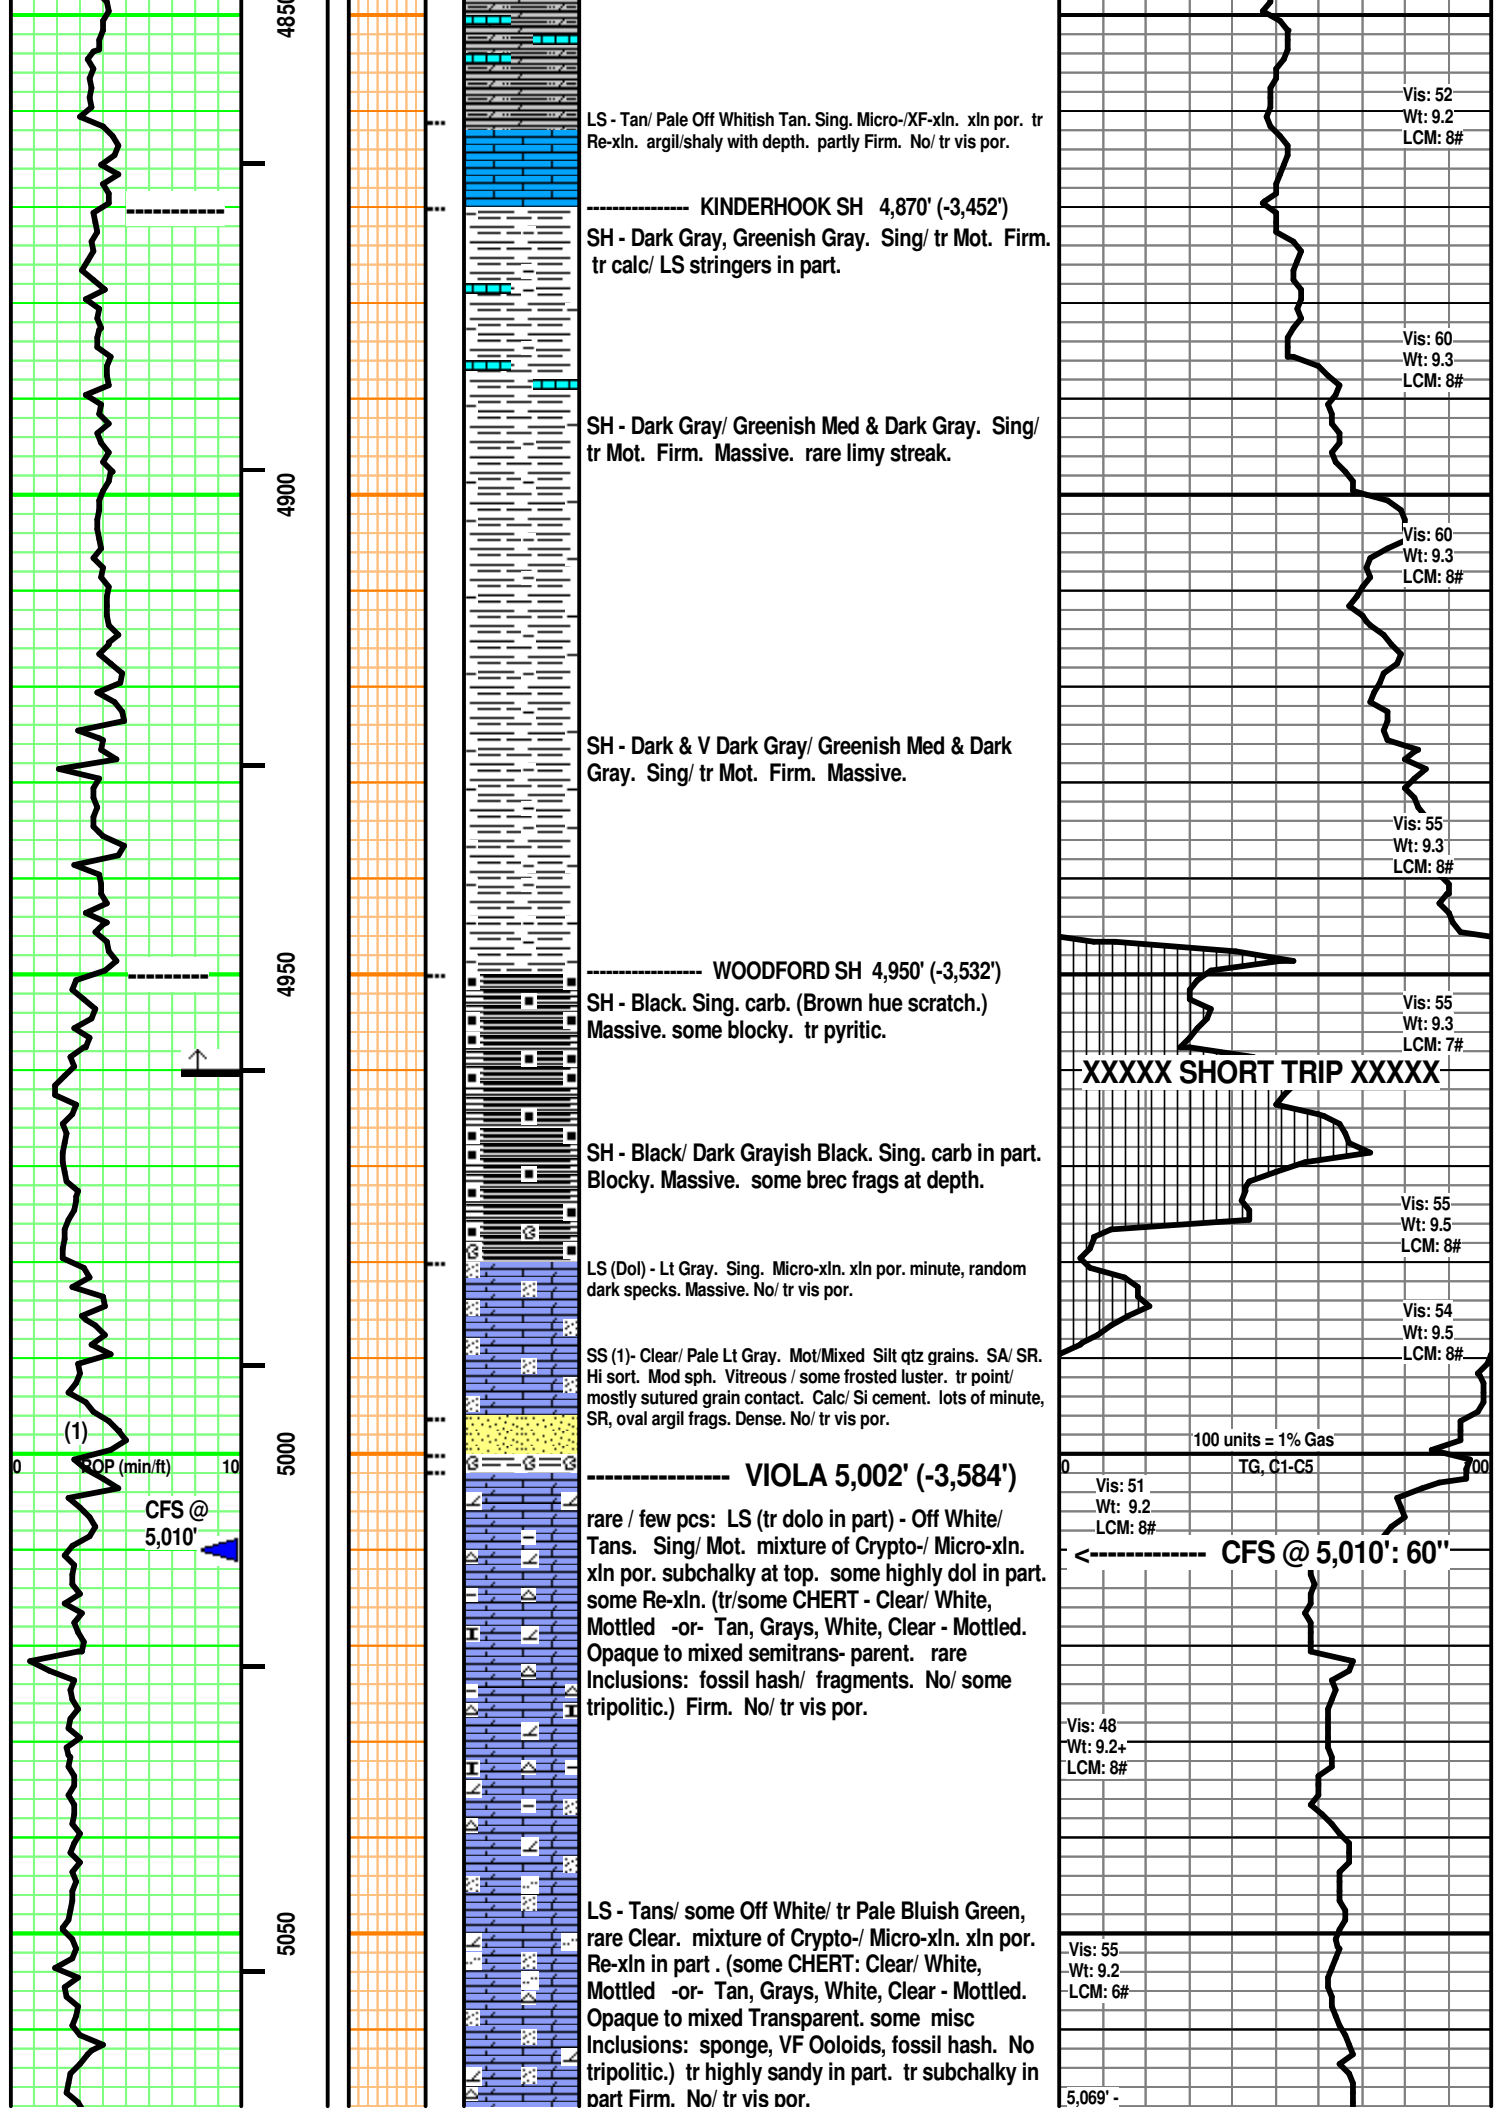 4850
Vis: 52
Wt: 9.2
LCM: 8#
LS - Tan/ Pale Off Whitish Tan. Sing. Micro-/XF-xln. xln por. tr
Re-xln. argil/shaly with depth. partly Firm. No/ tr vis por.
---------------- KINDERHOOK SH 4,870' (-3,452')
SH - Dark Gray, Greenish Gray. Sing/ tr Mot. Firm.
tr calc/ LS stringers in part.
Vis: 60
Wt: 9.3
LCM: 8#
SH - Dark Gray/ Greenish Med & Dark Gray. Sing/
tr Mot. Firm. Massive. rare limy streak.
4900
Vis: 60
Wt: 9.3
LCM: 8#
SH - Dark & V Dark Gray/ Greenish Med & Dark
Gray. Sing/ tr Mot. Firm. Massive.
Vis: 55
Wt: 9.3
LCM: 8#
4950
------------------ WOODFORD SH 4,950' (-3,532')
SH - Black. Sing. carb. (Brown hue scratch.)
Massive. some blocky. tr pyritic.
Vis: 55
Wt: 9.3
LCM: 7#
XXXXX SHORT TRIP XXXXX
SH - Black/ Dark Grayish Black. Sing. carb in part.
Blocky. Massive. some brec frags at depth.
Vis: 55
Wt: 9.5
LCM: 8#
LS (Dol) - Lt Gray. Sing. Micro-xln. xln por. minute, random
dark specks. Massive. No/ tr vis por.
Vis: 54
Wt: 9.5
LCM: 8#
SS (1)- Clear/ Pale Lt Gray. Mot/Mixed Silt qtz grains. SA/ SR.
Hi sort. Mod sph. Vitreous / some frosted luster. tr point/
mostly sutured grain contact. Calc/ Si cement. lots of minute,
SR, oval argil frags. Dense. No/ tr vis por.
(1)
5000
0 ROP (min/ft) 10
100 units = 1% Gas
0 TG, C1-C5 700
---------------- VIOLA 5,002' (-3,584')
Vis: 51
Wt: 9.2
LCM: 8#
CFS @
5,010'
<------------- CFS @ 5,010': 60"
rare / few pcs: LS (tr dolo in part) - Off White/
Tans. Sing/ Mot. mixture of Crypto-/ Micro-xln.
xln por. subchalky at top. some highly dol in part.
some Re-xln. (tr/some CHERT - Clear/ White,
Mottled -or- Tan, Grays, White, Clear - Mottled.
Opaque to mixed semitrans- parent. rare
Inclusions: fossil hash/ fragments. No/ some
tripolitic.) Firm. No/ tr vis por.
Vis: 48
Wt: 9.2+
LCM: 8#
5050
LS - Tans/ some Off White/ tr Pale Bluish Green,
rare Clear. mixture of Crypto-/ Micro-xln. xln por.
Re-xln in part . (some CHERT: Clear/ White,
Mottled -or- Tan, Grays, White, Clear - Mottled.
Opaque to mixed Transparent. some misc
Inclusions: sponge, VF Ooloids, fossil hash. No
tripolitic.) tr highly sandy in part. tr subchalky in
part Firm. No/ tr vis por.
Vis: 55
Wt: 9.2
LCM: 6#
5,069' -